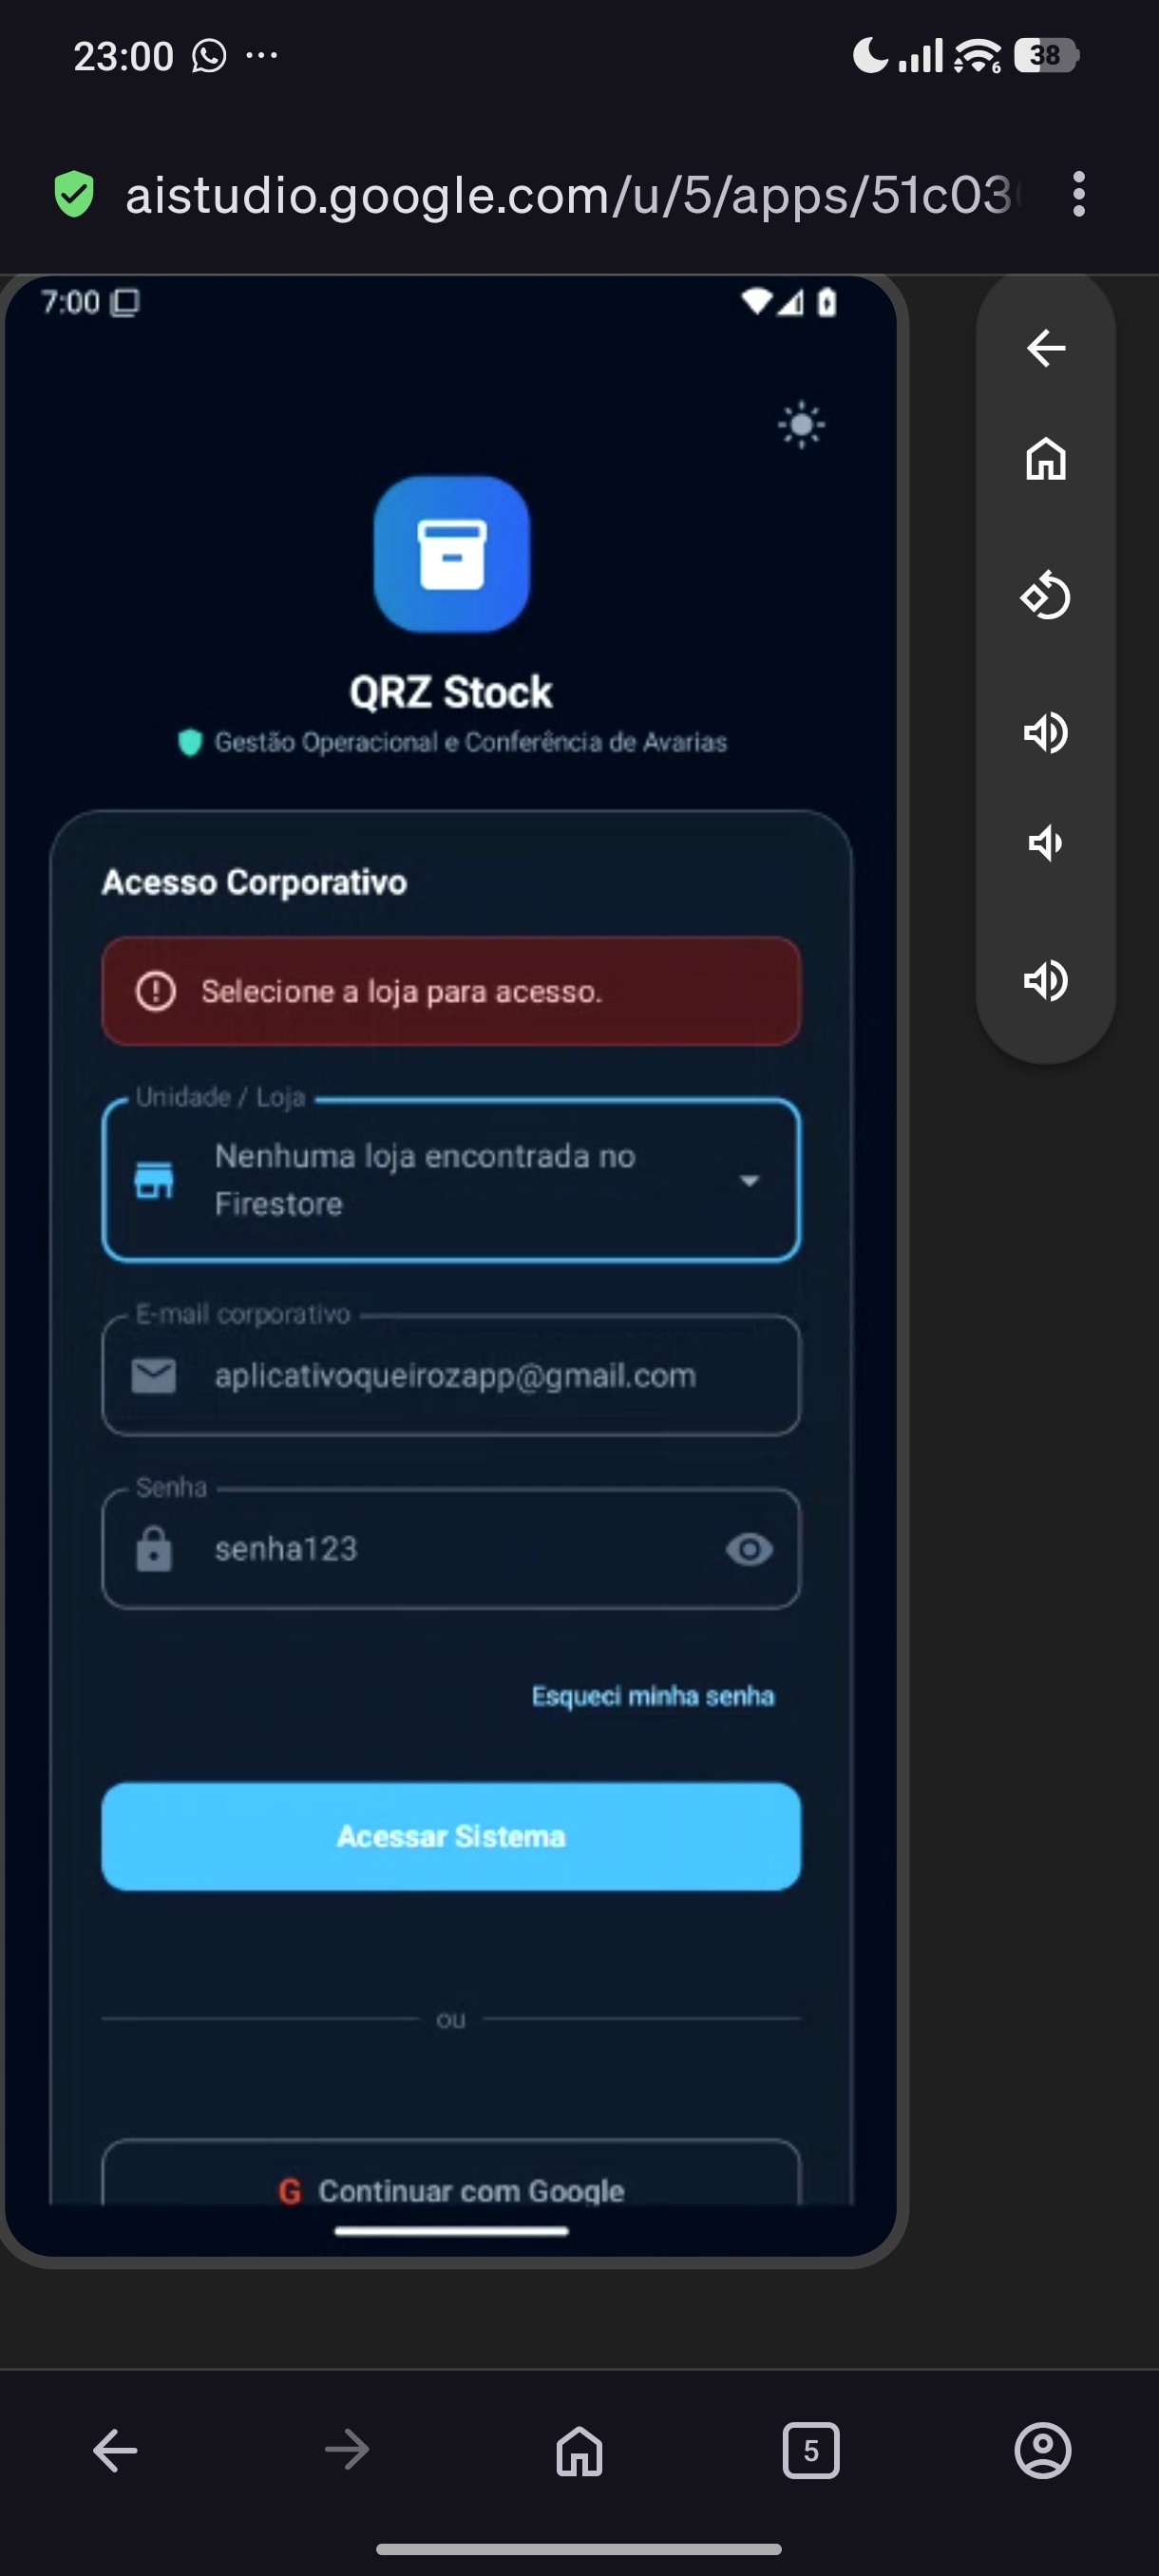 23:00
38
aistudio.google.com/u/5/apps/51c03
7:00
QRZ Stock
Gestão Operacional e Conferência de Avarias
Acesso Corporativo
Selecione a loja para acesso.
Unidade / Loja
Nenhuma loja encontrada no
Firestore
E-mail corporativo
aplicativoqueirozapp@gmail.com
Senha
senha123
Esqueci minha senha
Acessar Sistema
ou
G Continuar com Google
5